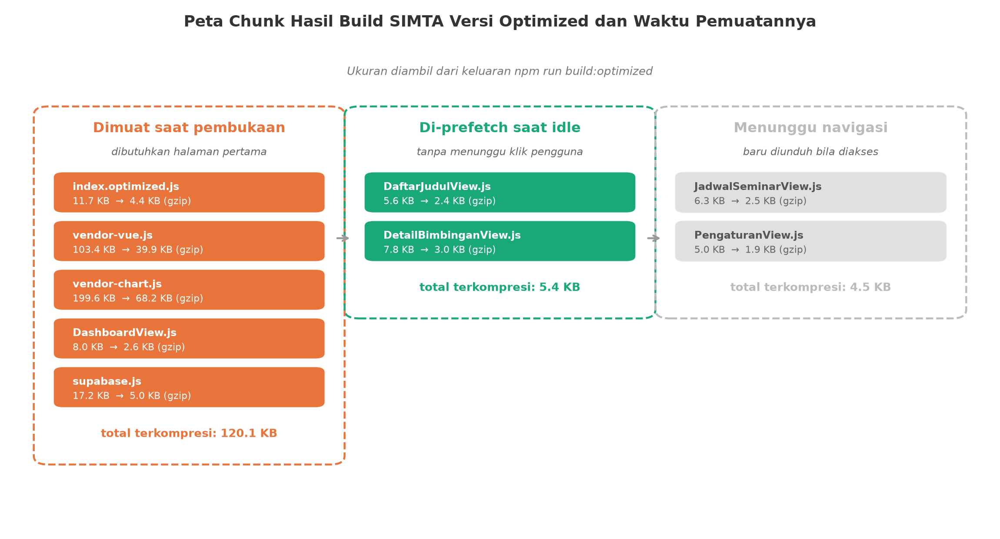 Peta Chunk Hasil Build SIMTA Versi Optimized dan Waktu Pemuatannya
Ukuran diambil dari keluaran npm run build:optimized
Dimuat saat pembukaan
dibutuhkan halaman pertama
index.optimized.js
11.7 KB → 4.4 KB (gzip)
vendor-vue.js
103.4 KB → 39.9 KB (gzip)
vendor-chart.js
199.6 KB → 68.2 KB (gzip)
DashboardView.js
8.0 KB → 2.6 KB (gzip)
supabase.js
17.2 KB → 5.0 KB (gzip)
total terkompresi: 120.1 KB
Di-prefetch saat idle
tanpa menunggu klik pengguna
DaftarJudulView.js
5.6 KB → 2.4 KB (gzip)
DetailBimbinganView.js
7.8 KB → 3.0 KB (gzip)
total terkompresi: 5.4 KB
Menunggu navigasi
baru diunduh bila diakses
JadwalSeminarView.js
6.3 KB → 2.5 KB (gzip)
PengaturanView.js
5.0 KB → 1.9 KB (gzip)
total terkompresi: 4.5 KB